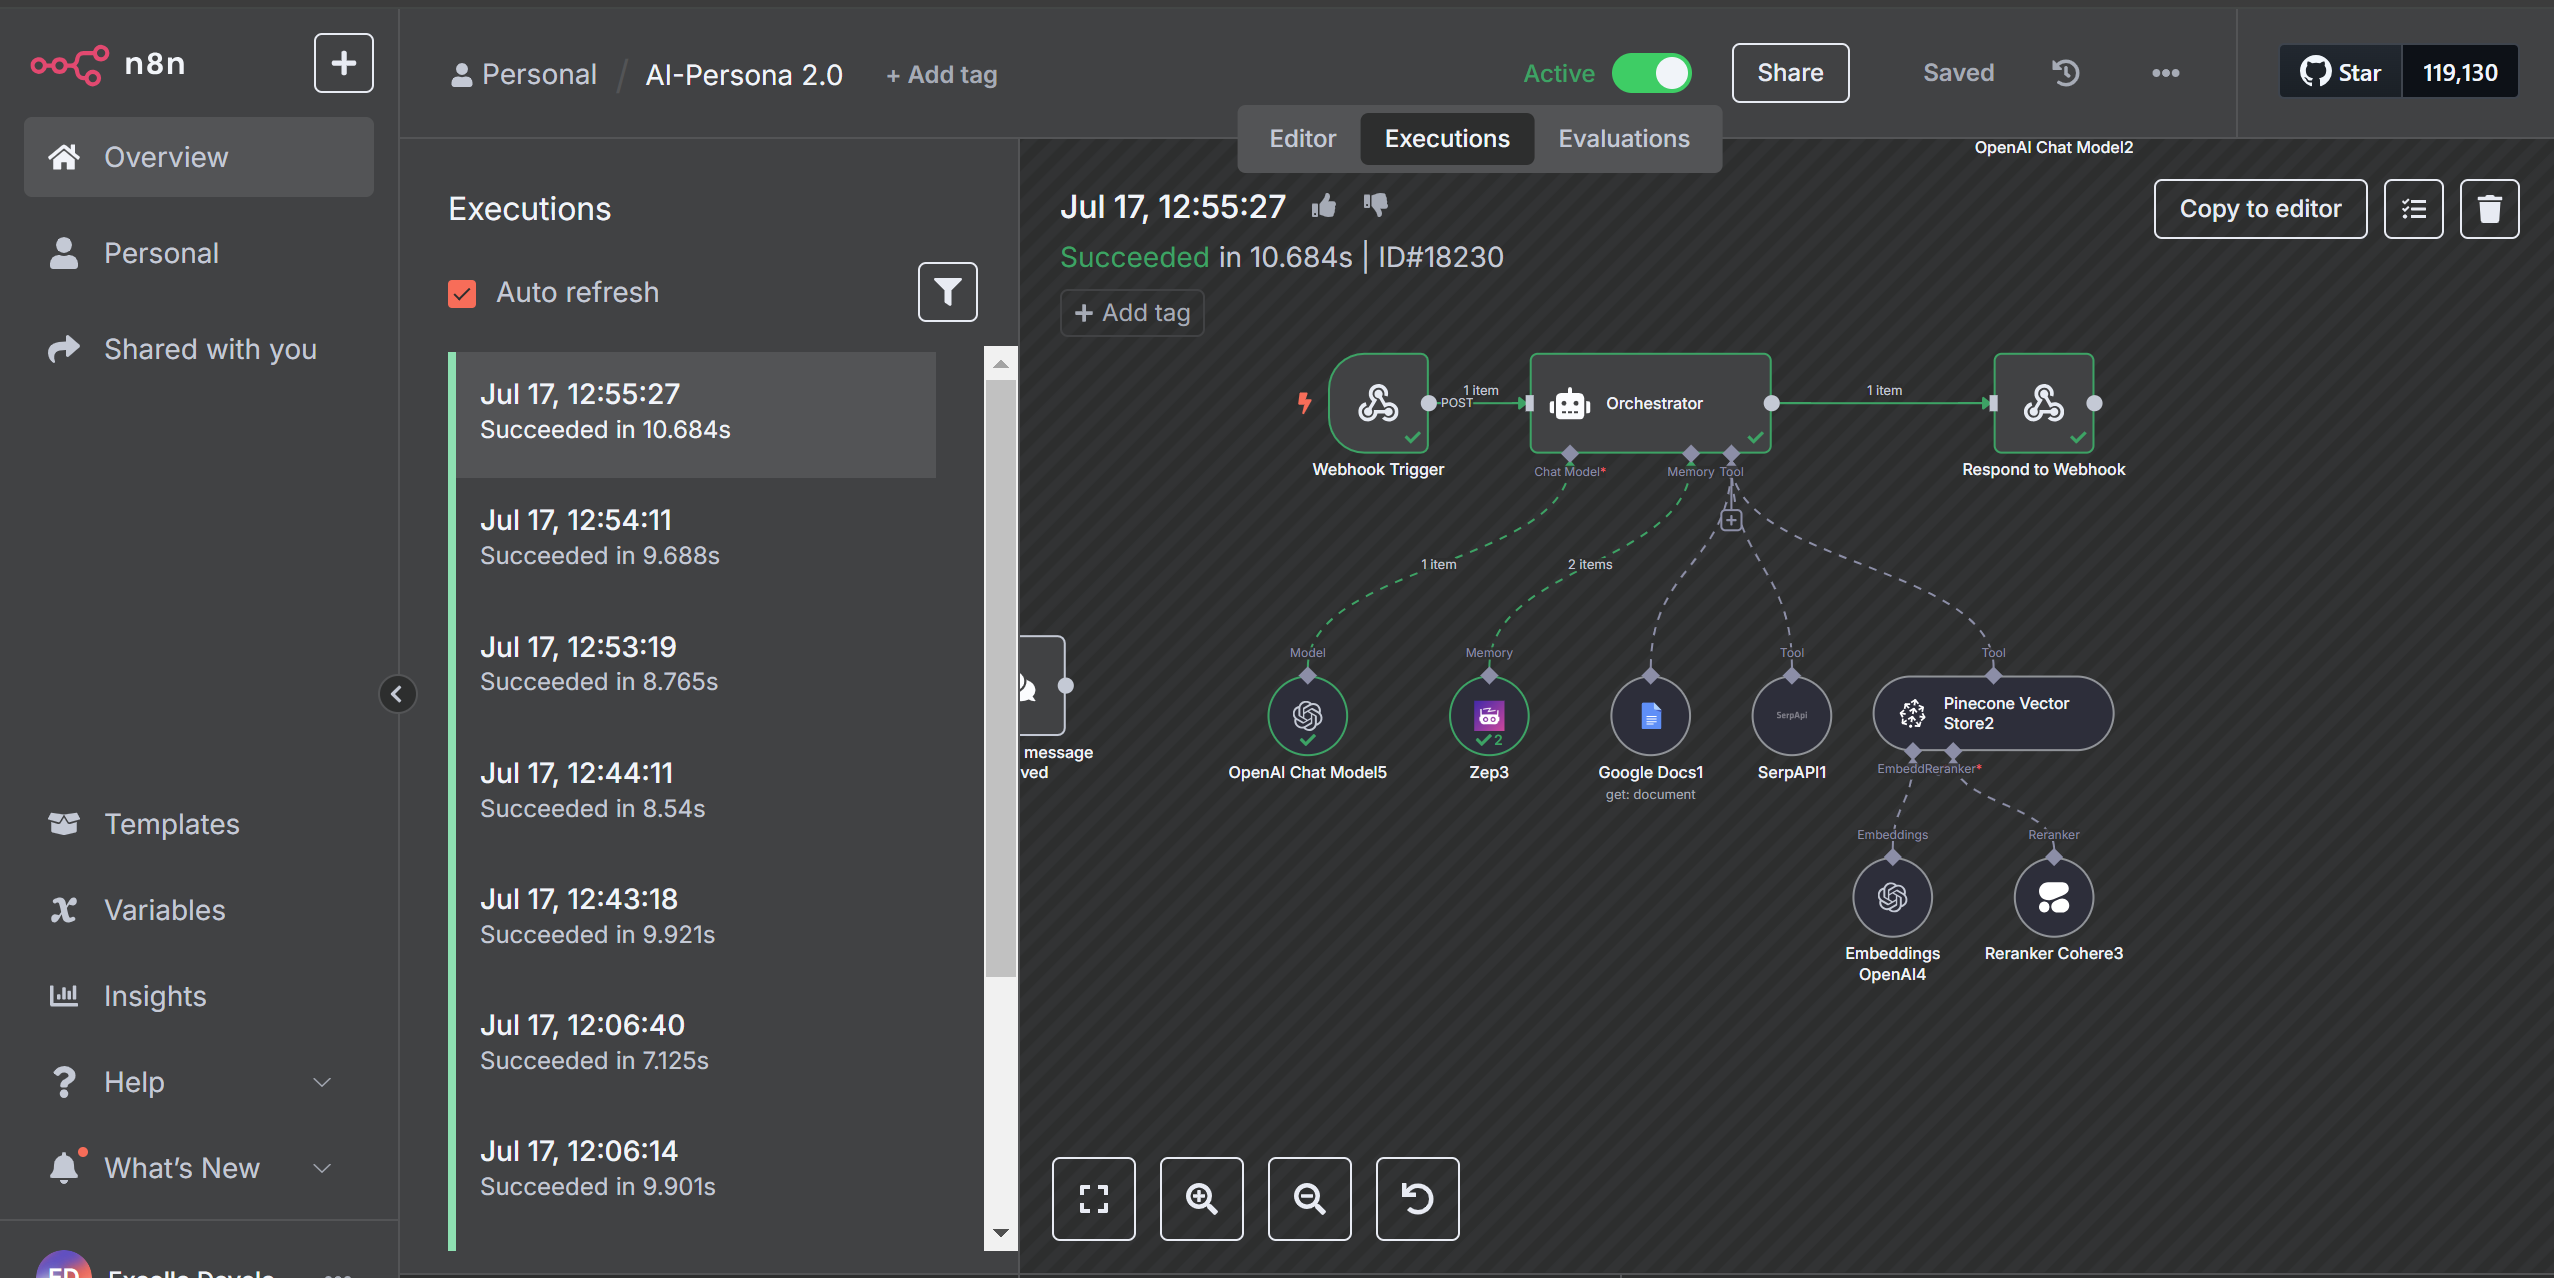 n8n
Overview
Personal
Shared with you
Templates
Variables
Insights
Help
What's New
ED
Personal / AI-Persona 2.0 + Add tag
Active
Share
Saved
Star 119,130
Editor Executions Evaluations
Executions
Auto refresh
Jul 17, 12:55:27
Succeeded in 10.684s
Jul 17, 12:54:11
Succeeded in 9.688s
Jul 17, 12:53:19
Succeeded in 8.765s
Jul 17, 12:44:11
Succeeded in 8.54s
Jul 17, 12:43:18
Succeeded in 9.921s
Jul 17, 12:06:40
Succeeded in 7.125s
Jul 17, 12:06:14
Succeeded in 9.901s
OpenAI Chat Model2
Jul 17, 12:55:27
Succeeded in 10.684s | ID#18230
+ Add tag
Copy to editor
1 item
POST
Orchestrator
1 item
Webhook Trigger
Respond to Webhook
Chat Model*
Memory
Tool
1 item
2 items
Model
Memory
Tool
Tool
message
ved
OpenAI Chat Model5
2
Zep3
Google Docs1
get: document
SerpApi
SerpAPI1
Pinecone Vector
Store2
EmbeddReranker*
Embeddings
Reranker
Embeddings
OpenAI4
Reranker Cohere3